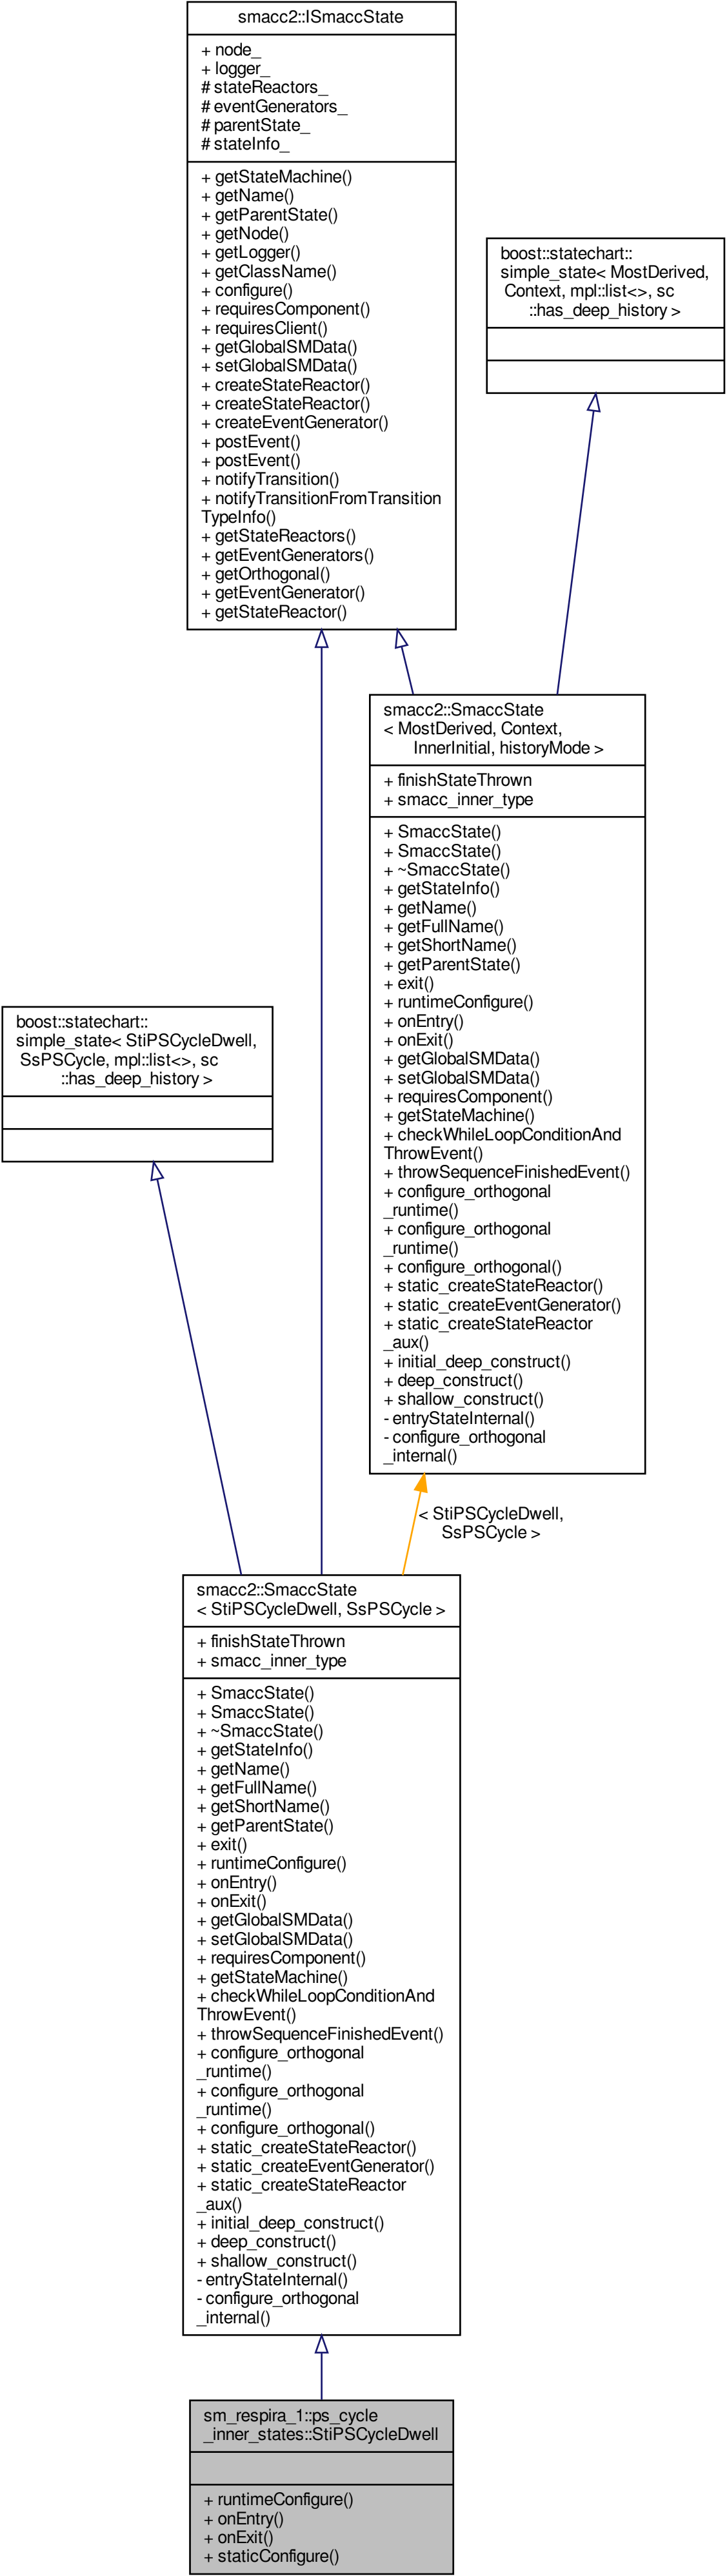 smacc2::ISmaccState
+ node_
+ logger_
# stateReactors_
# eventGenerators_
# parentState_
# stateInfo_
+ getStateMachine()
+ getName()
+ getParentState()
+ getNode()
+ getLogger()
+ getClassName()
+ configure()
+ requiresComponent()
+ requiresClient()
+ getGlobalSMData()
+ setGlobalSMData()
+ createStateReactor()
+ createStateReactor()
+ createEventGenerator()
+ postEvent()
+ postEvent()
+ notifyTransition()
+ notifyTransitionFromTransition
TypeInfo()
+ getStateReactors()
+ getEventGenerators()
+ getOrthogonal()
+ getEventGenerator()
+ getStateReactor()
boost::statechart::
simple_state< MostDerived,
Context, mpl::list<>, sc
::has_deep_history >
smacc2::SmaccState
< MostDerived, Context,
InnerInitial, historyMode >
+ finishStateThrown
+ smacc_inner_type
+ SmaccState()
+ SmaccState()
+ ~SmaccState()
+ getStateInfo()
+ getName()
+ getFullName()
+ getShortName()
+ getParentState()
+ exit()
+ runtimeConfigure()
+ onEntry()
+ onExit()
+ getGlobalSMData()
+ setGlobalSMData()
+ requiresComponent()
+ getStateMachine()
+ checkWhileLoopConditionAnd
ThrowEvent()
+ throwSequenceFinishedEvent()
+ configure_orthogonal
_runtime()
+ configure_orthogonal
_runtime()
+ configure_orthogonal()
+ static_createStateReactor()
+ static_createEventGenerator()
+ static_createStateReactor
_aux()
+ initial_deep_construct()
+ deep_construct()
+ shallow_construct()
- entryStateInternal()
- configure_orthogonal
_internal()
boost::statechart::
simple_state< StiPSCycleDwell,
SsPSCycle, mpl::list<>, sc
::has_deep_history >
< StiPSCycleDwell,
SsPSCycle >
smacc2::SmaccState
< StiPSCycleDwell, SsPSCycle >
+ finishStateThrown
+ smacc_inner_type
+ SmaccState()
+ SmaccState()
+ ~SmaccState()
+ getStateInfo()
+ getName()
+ getFullName()
+ getShortName()
+ getParentState()
+ exit()
+ runtimeConfigure()
+ onEntry()
+ onExit()
+ getGlobalSMData()
+ setGlobalSMData()
+ requiresComponent()
+ getStateMachine()
+ checkWhileLoopConditionAnd
ThrowEvent()
+ throwSequenceFinishedEvent()
+ configure_orthogonal
_runtime()
+ configure_orthogonal
_runtime()
+ configure_orthogonal()
+ static_createStateReactor()
+ static_createEventGenerator()
+ static_createStateReactor
_aux()
+ initial_deep_construct()
+ deep_construct()
+ shallow_construct()
- entryStateInternal()
- configure_orthogonal
_internal()
sm_respira_1::ps_cycle
_inner_states::StiPSCycleDwell
+ runtimeConfigure()
+ onEntry()
+ onExit()
+ staticConfigure()